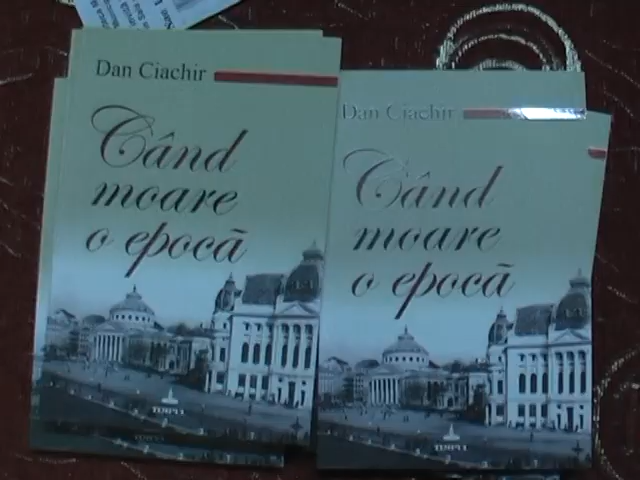 Dan Ciachir
Când
moare
o epocă
Dan Ciachir
Când
moare
o epocă